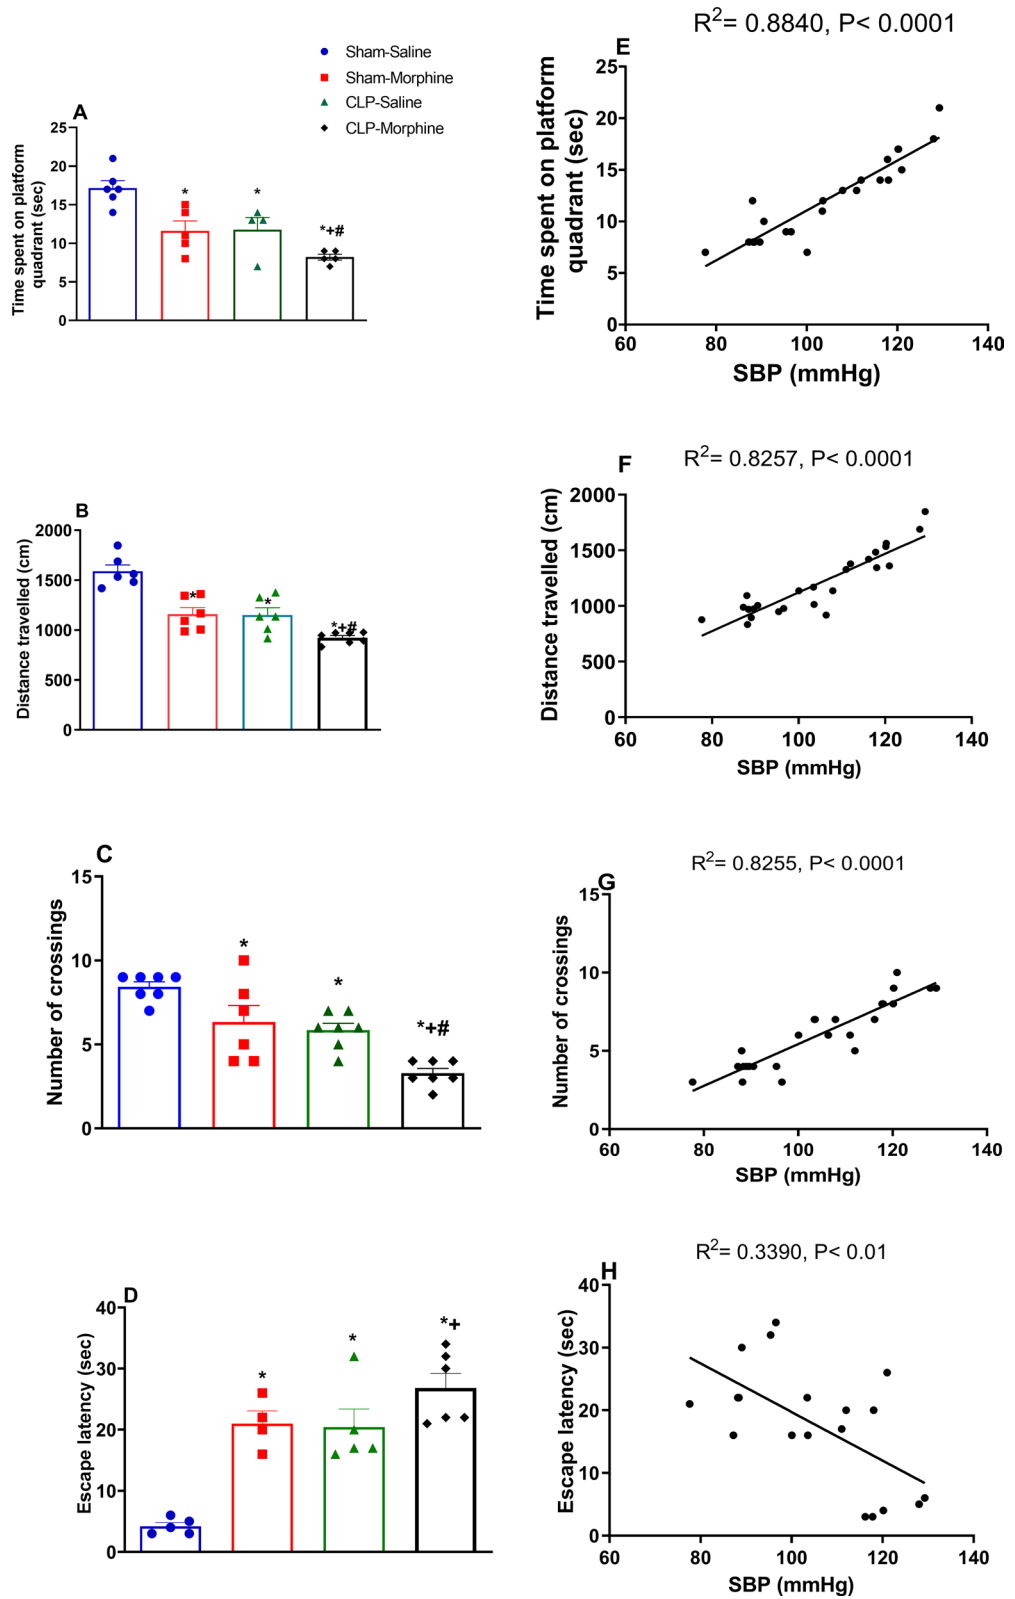 Sham-Saline
Sham-Morphine
CLP-Saline
CLP-Morphine
A
Time spent on platform
quadrant (sec)
25
20
15
10
5
0
*
*
*+#
R2= 0.8840, P< 0.0001
E
Time spent on platform
quadrant (sec)
25
20
15
10
5
0
60 80 100 120 140
SBP (mmHg)
B
Distance travelled (cm)
2000
1500
1000
500
0
*
*
*+#
R2= 0.8257, P< 0.0001
F
Distance travelled (cm)
2000
1500
1000
500
0
60 80 100 120 140
SBP (mmHg)
C
Number of crossings
15
10
5
0
*
*
*+#
R2= 0.8255, P< 0.0001
G
Number of crossings
15
10
5
0
60 80 100 120 140
SBP (mmHg)
D
Escape latency (sec)
40
30
20
10
0
*
*
*+
R2= 0.3390, P< 0.01
H
Escape latency (sec)
40
30
20
10
0
60 80 100 120 140
SBP (mmHg)